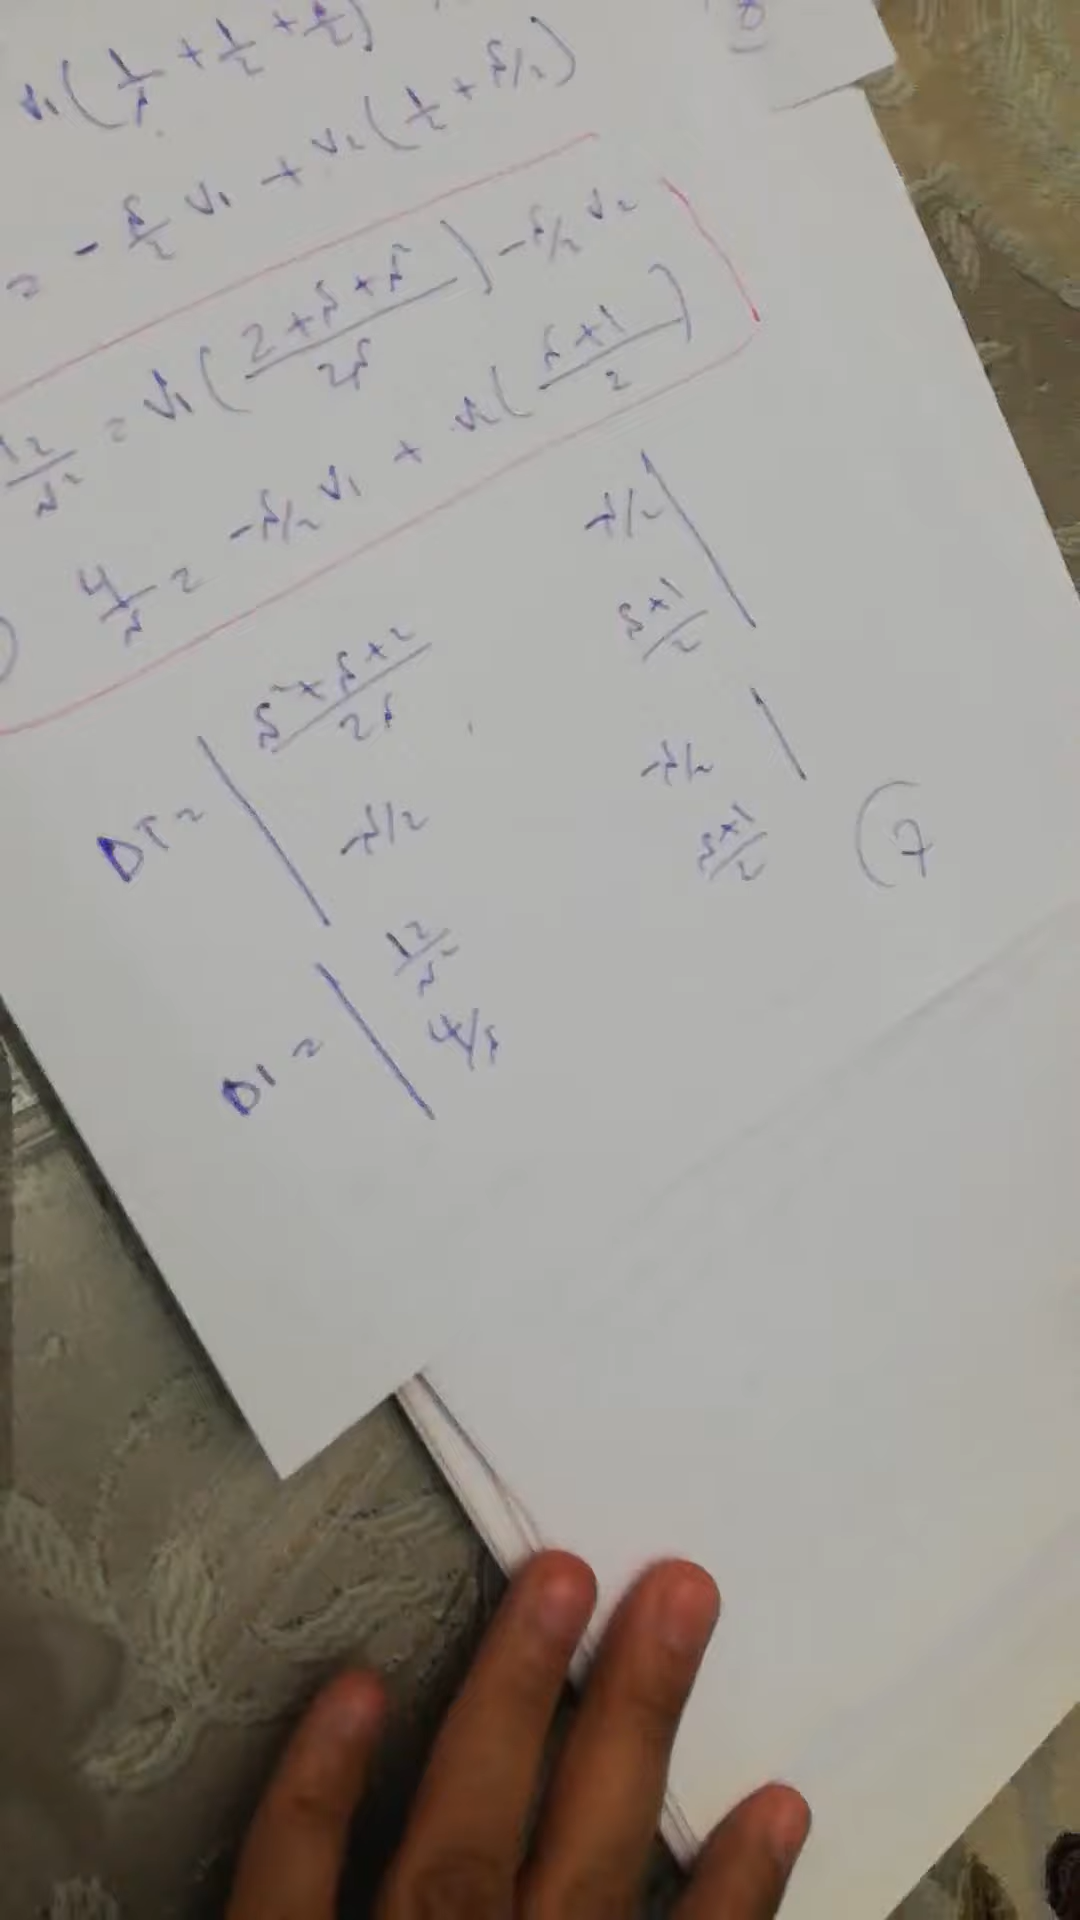 V1 ( 1/s + 1/2 + s/2 )
= - s/2 V1 + V2 ( 1/2 + s/2 )
12/s² = V1 ( (2 + s + s²)/2s ) - s/2 V2
4/s = -s/2 V1 + V2 ( (s+1)/2 )
ΔT = | (s² + s + 2)/2s   -s/2 |
| -s/2   (s+1)/2 |
Δ1 = | 12/s²   -s/2 |
| 4/s   (s+1)/2
(7